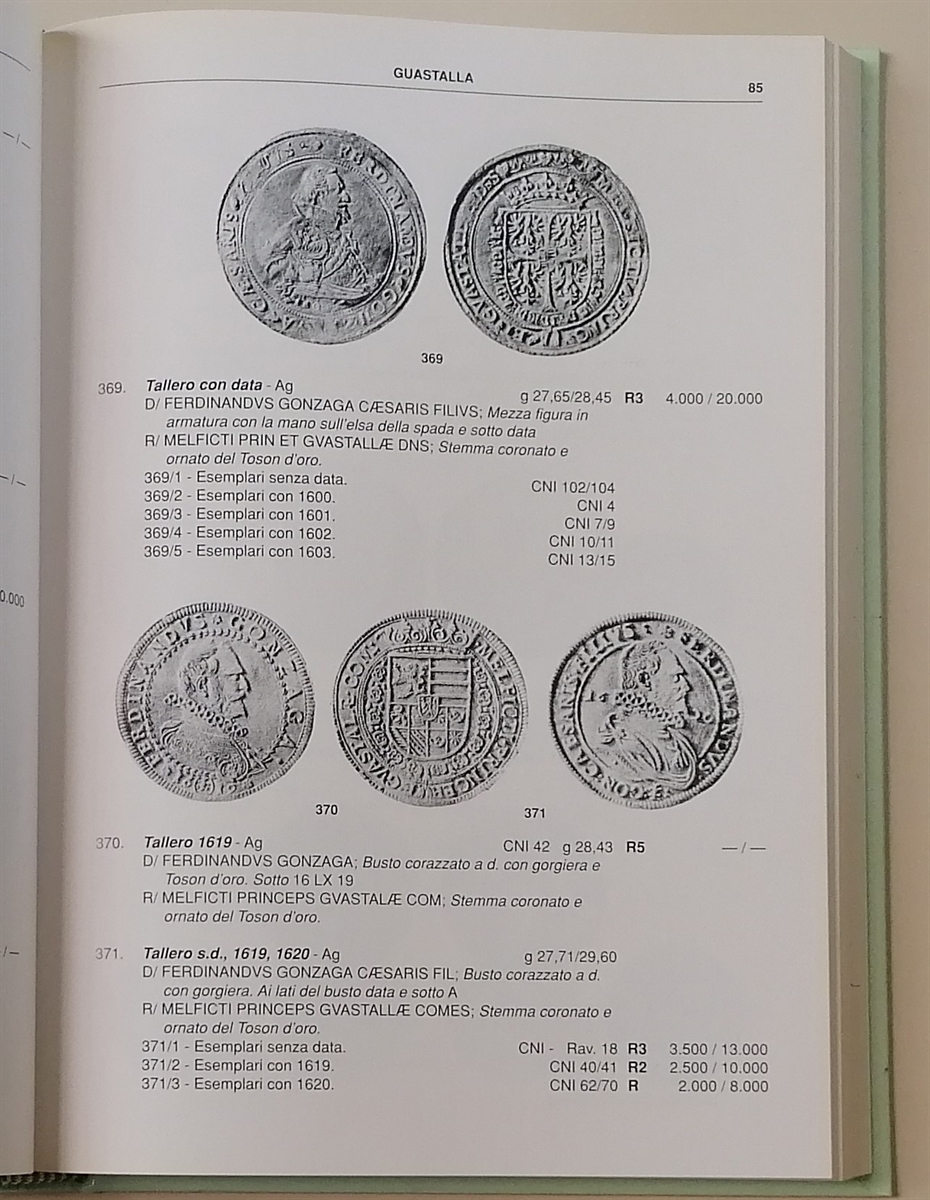 GUASTALLA
85
369
369. Tallero con data - Ag g 27,65/28,45 R3 4.000 / 20.000
D/ FERDINANDVS GONZAGA CÆSARIS FILIVS; Mezza figura in
armatura con la mano sull'elsa della spada e sotto data
R/ MELFICTI PRIN ET GVASTALLÆ DNS; Stemma coronato e
ornato del Toson d'oro.
369/1 - Esemplari senza data. CNI 102/104
369/2 - Esemplari con 1600. CNI 4
369/3 - Esemplari con 1601. CNI 7/9
369/4 - Esemplari con 1602. CNI 10/11
369/5 - Esemplari con 1603. CNI 13/15
0.000
FERDINANDVS GONZAGA
370
371
370. Tallero 1619 - Ag CNI 42 g 28,43 R5 — / —
D/ FERDINANDVS GONZAGA; Busto corazzato a d. con gorgiera e
Toson d'oro. Sotto 16 LX 19
R/ MELFICTI PRINCEPS GVASTALÆ COM; Stemma coronato e
ornato del Toson d'oro.
371. Tallero s.d., 1619, 1620 - Ag g 27,71/29,60
D/ FERDINANDVS GONZAGA CÆSARIS FIL; Busto corazzato a d.
con gorgiera. Ai lati del busto data e sotto A
R/ MELFICTI PRINCEPS GVASTALLÆ COMES; Stemma coronato e
ornato del Toson d'oro.
371/1 - Esemplari senza data. CNI - Rav. 18 R3 3.500 / 13.000
371/2 - Esemplari con 1619. CNI 40/41 R2 2.500 / 10.000
371/3 - Esemplari con 1620. CNI 62/70 R 2.000 / 8.000